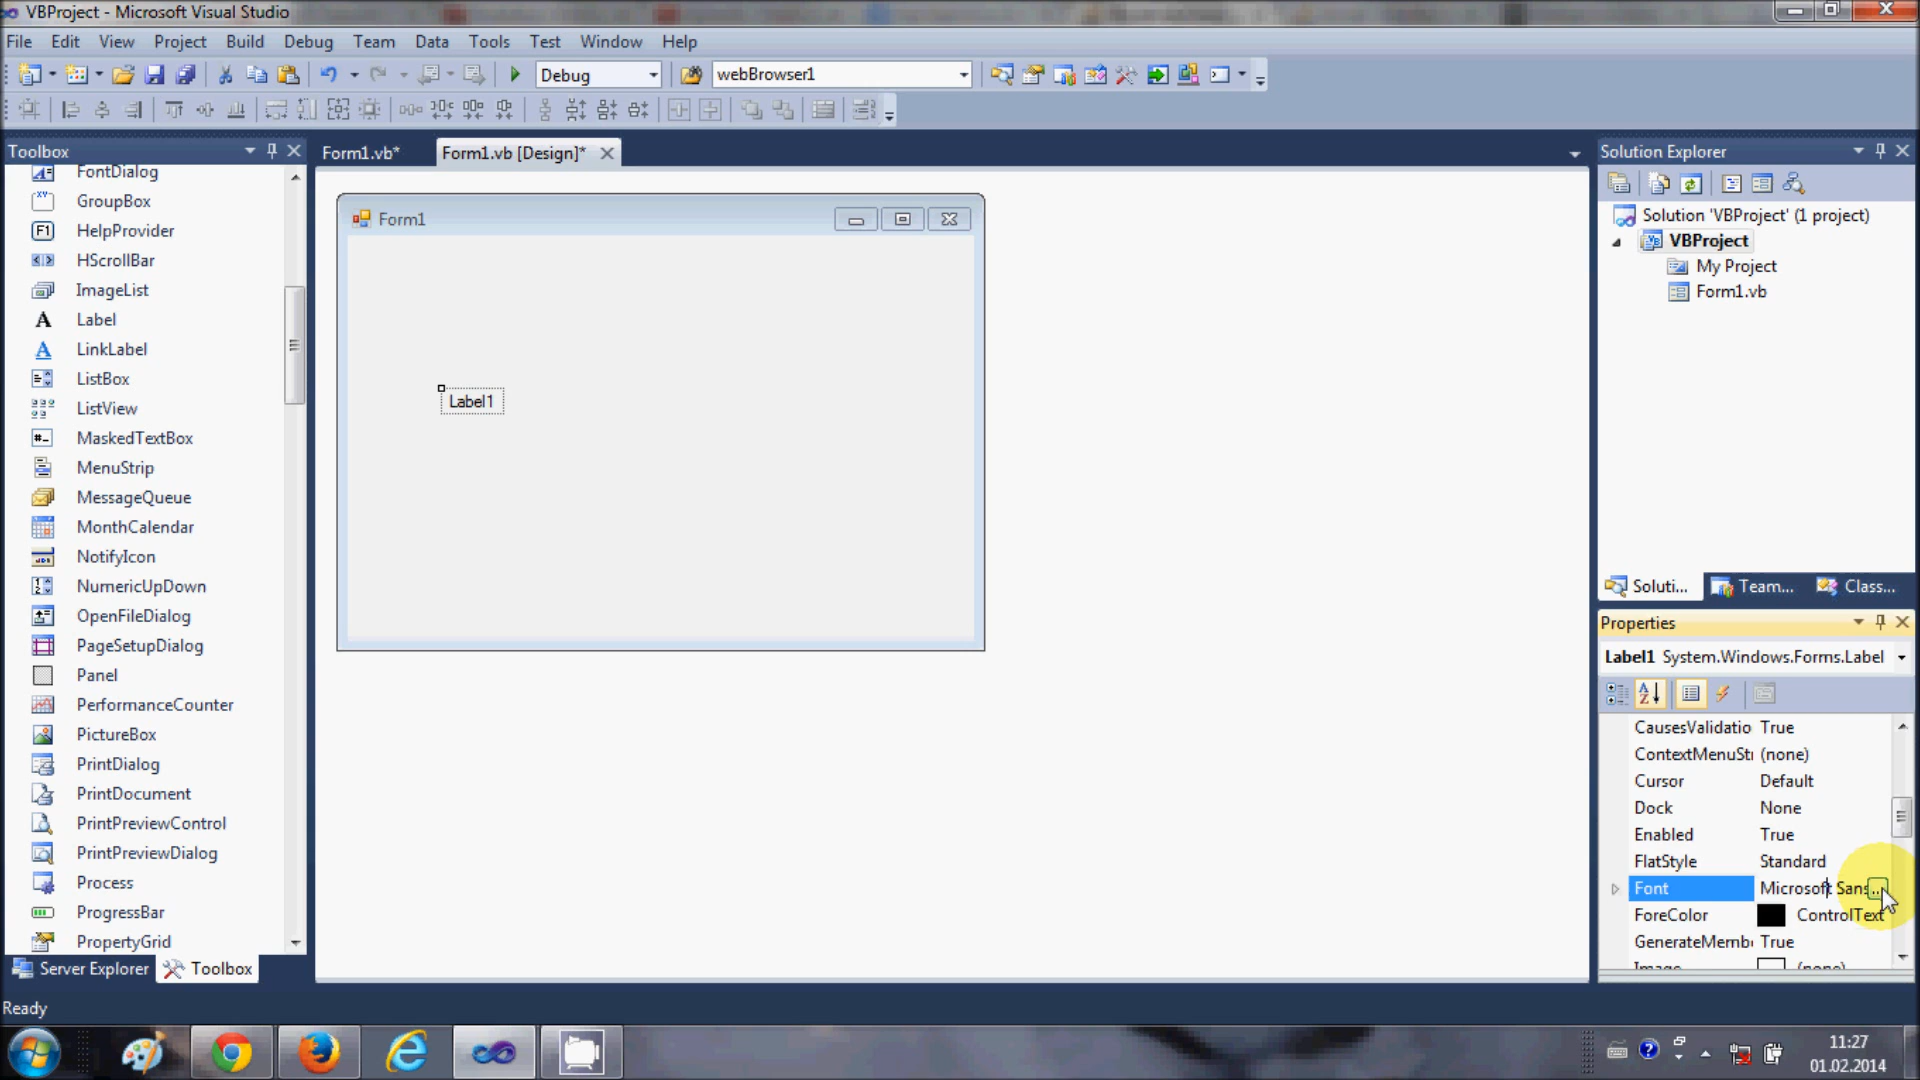 VBProject - Microsoft Visual Studio
File Edit View Project Build Debug Team Data Tools Test Window Help
Debug webBrowser1
Toolbox
FontDialog
GroupBox
HelpProvider
HScrollBar
ImageList
Label
LinkLabel
ListBox
ListView
MaskedTextBox
MenuStrip
MessageQueue
MonthCalendar
NotifyIcon
NumericUpDown
OpenFileDialog
PageSetupDialog
Panel
PerformanceCounter
PictureBox
PrintDialog
PrintDocument
PrintPreviewControl
PrintPreviewDialog
Process
ProgressBar
PropertyGrid
Server Explorer Toolbox
Form1.vb* Form1.vb [Design]*
Form1
Label1
Solution Explorer
Solution 'VBProject' (1 project)
VBProject
My Project
Form1.vb
Soluti... Team... Class...
Properties
Label1 System.Windows.Forms.Label
CausesValidatio True
ContextMenuStr (none)
Cursor Default
Dock None
Enabled True
FlatStyle Standard
Font Microsoft Sans ...
ForeColor ControlText
GenerateMemb True
Image (none)
Ready
11:27
01.02.2014